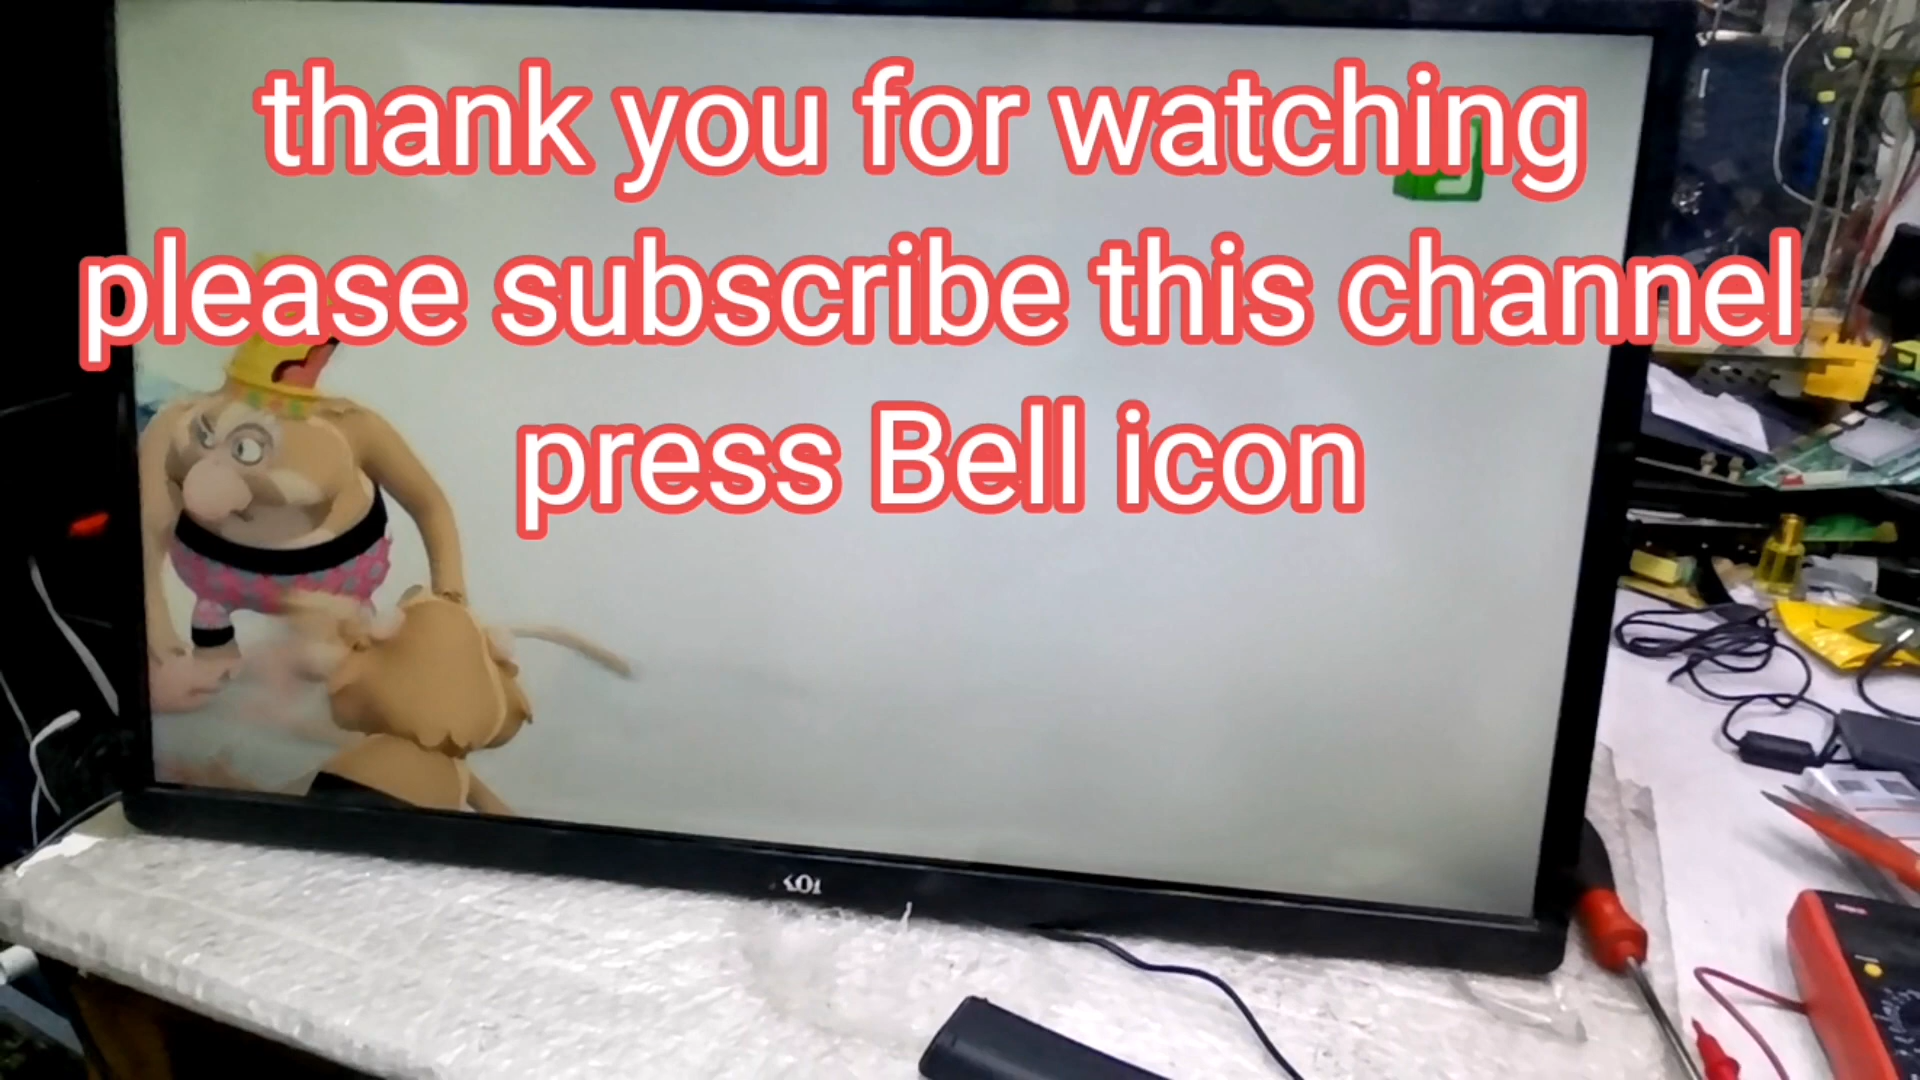 thank you for watching
please subscribe this channel
press Bell icon